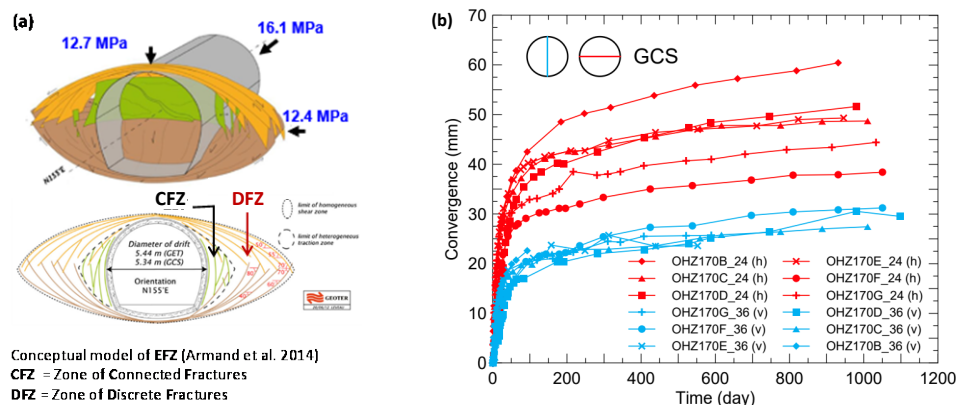 (a)
12.7 MPa
16.1 MPa
12.4 MPa
N155°E
CFZ
DFZ
limit of homogeneous
shear zone
limit of heterogeneous
traction zone
Diameter of drift
5.44 m (GET)
5.34 m (GCS)
Orientation
N155°E
GEOTER
Conceptual model of EFZ (Armand et al. 2014)
CFZ = Zone of Connected Fractures
DFZ = Zone of Discrete Fractures
(b)
Convergence (mm)
70
60
50
40
30
20
10
0
GCS
OHZ170B_24 (h)
OHZ170E_24 (h)
OHZ170C_24 (h)
OHZ170F_24 (h)
OHZ170D_24 (h)
OHZ170G_24 (h)
OHZ170G_36 (v)
OHZ170D_36 (v)
OHZ170F_36 (v)
OHZ170C_36 (v)
OHZ170E_36 (v)
OHZ170B_36 (v)
0 200 400 600 800 1000 1200
Time (day)